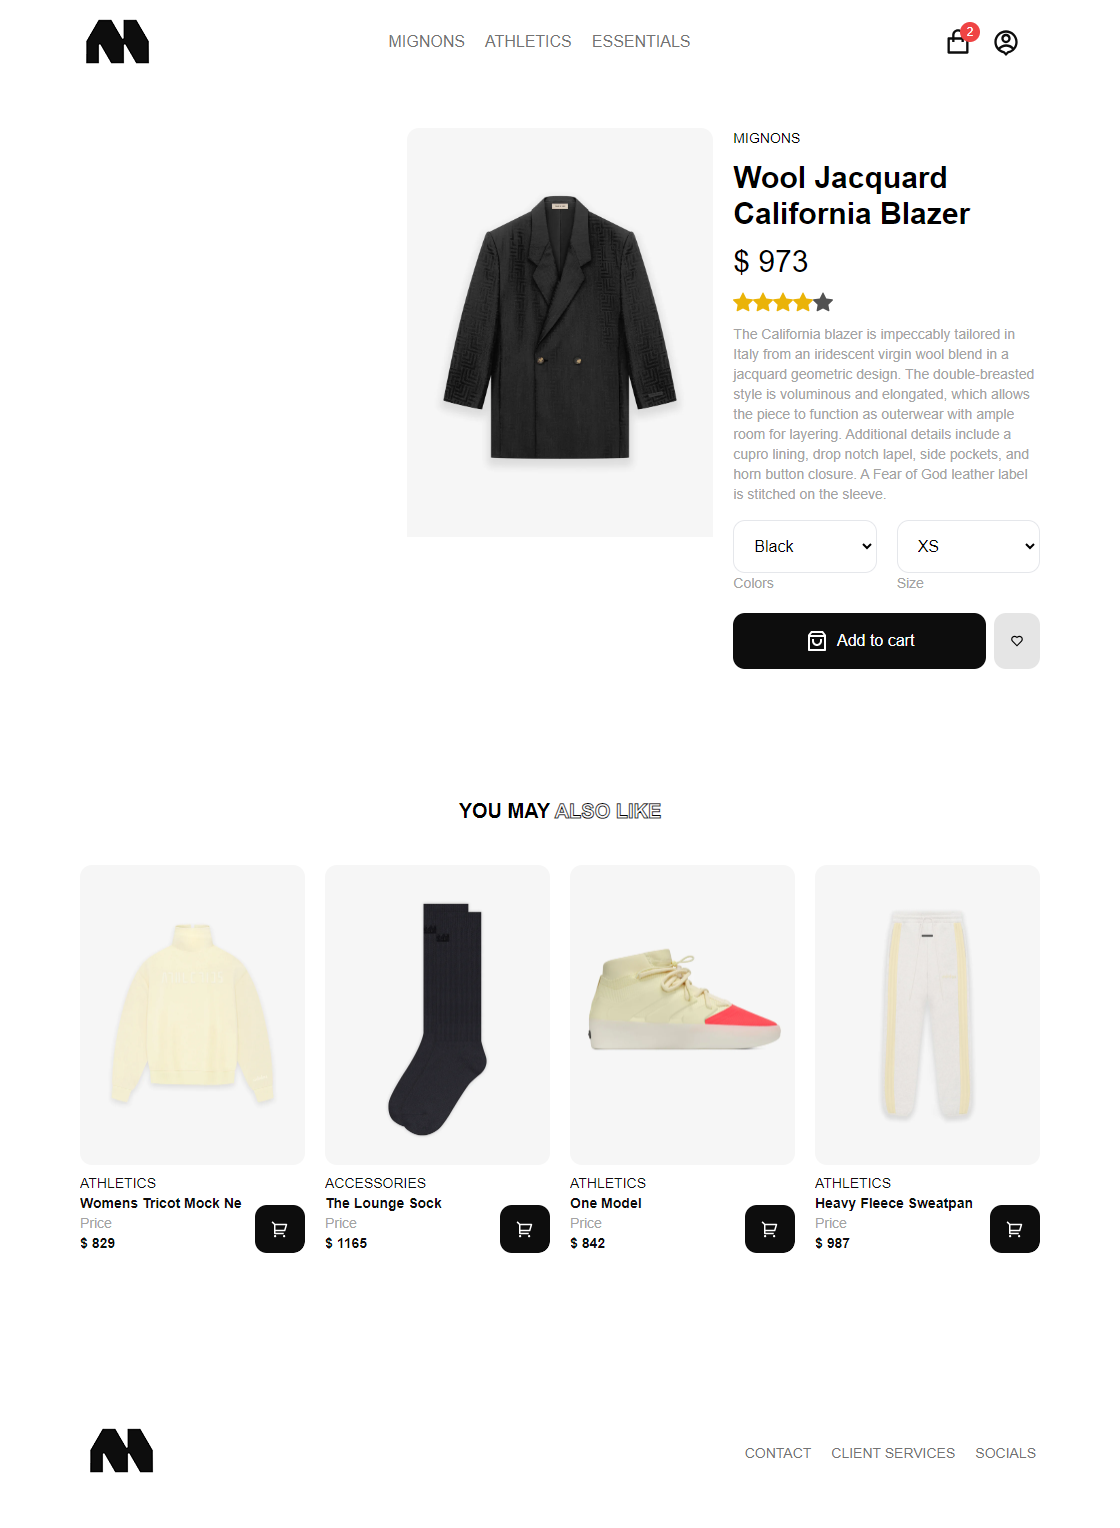 MIGNONS ATHLETICS ESSENTIALS
2
MIGNONS
Wool Jacquard
California Blazer
$ 973
The California blazer is impeccably tailored in
Italy from an iridescent virgin wool blend in a
jacquard geometric design. The double-breasted
style is voluminous and elongated, which allows
the piece to function as outerwear with ample
room for layering. Additional details include a
cupro lining, drop notch lapel, side pockets, and
horn button closure. A Fear of God leather label
is stitched on the sleeve.
Black XS
Colors Size
Add to cart
YOU MAY ALSO LIKE
ATHLETICS
Womens Tricot Mock Ne
Price
$ 829
ACCESSORIES
The Lounge Sock
Price
$ 1165
ATHLETICS
One Model
Price
$ 842
ATHLETICS
Heavy Fleece Sweatpan
Price
$ 987
CONTACT CLIENT SERVICES SOCIALS